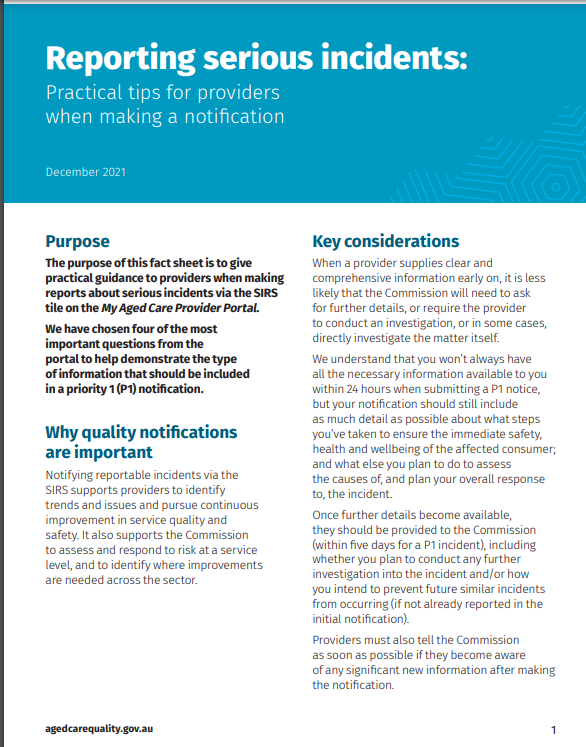 Reporting serious incidents:
Practical tips for providers
when making a notification
December 2021
Purpose
The purpose of this fact sheet is to give
practical guidance to providers when making
reports about serious incidents via the SIRS
tile on the My Aged Care Provider Portal.
We have chosen four of the most
important questions from the
portal to help demonstrate the type
of information that should be included
in a priority 1 (P1) notification.
Why quality notifications
are important
Notifying reportable incidents via the
SIRS supports providers to identify
trends and issues and pursue continuous
improvement in service quality and
safety. It also supports the Commission
to assess and respond to risk at a service
level, and to identify where improvements
are needed across the sector.
Key considerations
When a provider supplies clear and
comprehensive information early on, it is less
likely that the Commission will need to ask
for further details, or require the provider
to conduct an investigation, or in some cases,
directly investigate the matter itself.
We understand that you won't always have
all the necessary information available to you
within 24 hours when submitting a P1 notice,
but your notification should still include
as much detail as possible about what steps
you've taken to ensure the immediate safety,
health and wellbeing of the affected consumer;
and what else you plan to do to assess
the causes of, and plan your overall response
to, the incident.
Once further details become available,
they should be provided to the Commission
(within five days for a P1 incident), including
whether you plan to conduct any further
investigation into the incident and/or how
you intend to prevent future similar incidents
from occurring (if not already reported in the
initial notification).
Providers must also tell the Commission
as soon as possible if they become aware
of any significant new information after making
the notification.
agedcarequality.gov.au
1